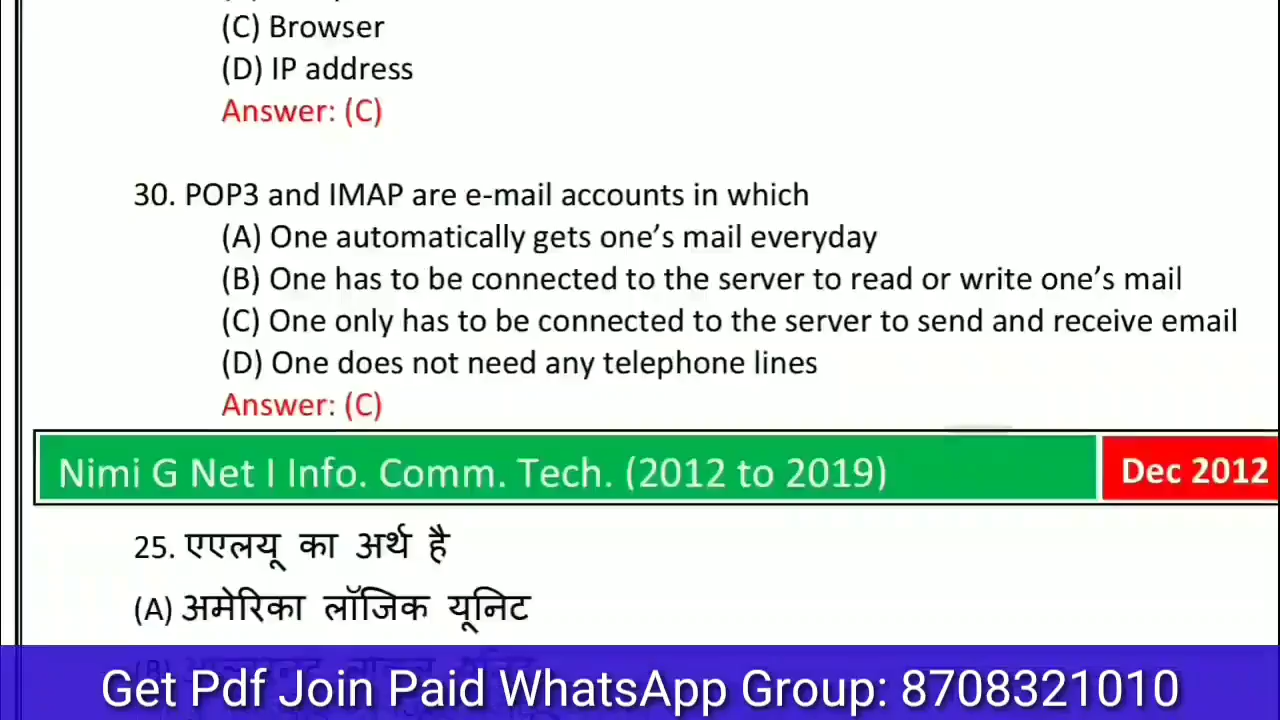 (C) Browser
(D) IP address
Answer: (C)
30. POP3 and IMAP are e-mail accounts in which
(A) One automatically gets one’s mail everyday
(B) One has to be connected to the server to read or write one’s mail
(C) One only has to be connected to the server to send and receive email
(D) One does not need any telephone lines
Answer: (C)
Nimi G Net I Info. Comm. Tech. (2012 to 2019) Dec 2012
25. एएलयू का अर्थ है
(A) अमेरिका लॉजिक यूनिट
Get Pdf Join Paid WhatsApp Group: 8708321010